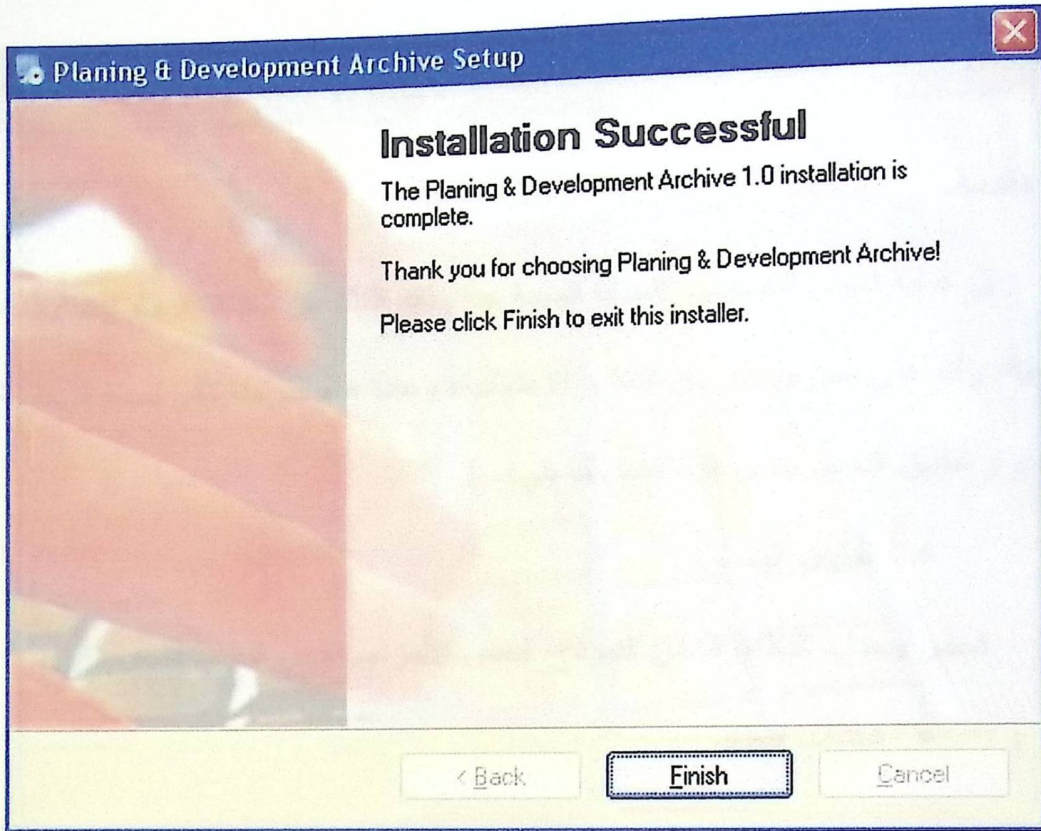 Planing & Development Archive Setup
Installation Successful
The Planing & Development Archive 1.0 installation is
complete.
Thank you for choosing Planing & Development Archive!
Please click Finish to exit this installer.
< Back
Finish
Cancel